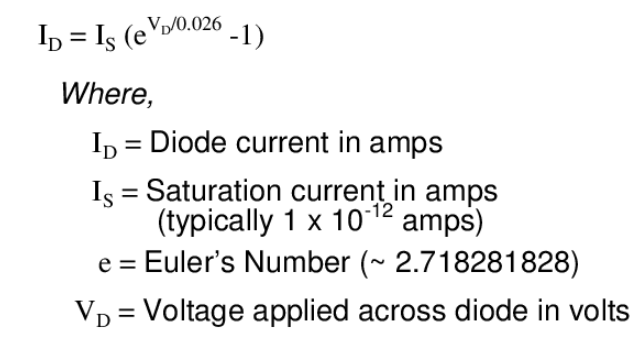 I_D = I_S (e^{V_D/0.026} -1)
Where,
I_D = Diode current in amps
I_S = Saturation current in amps
(typically 1 x 10^{-12} amps)
e = Euler's Number (~ 2.718281828)
V_D = Voltage applied across diode in volts